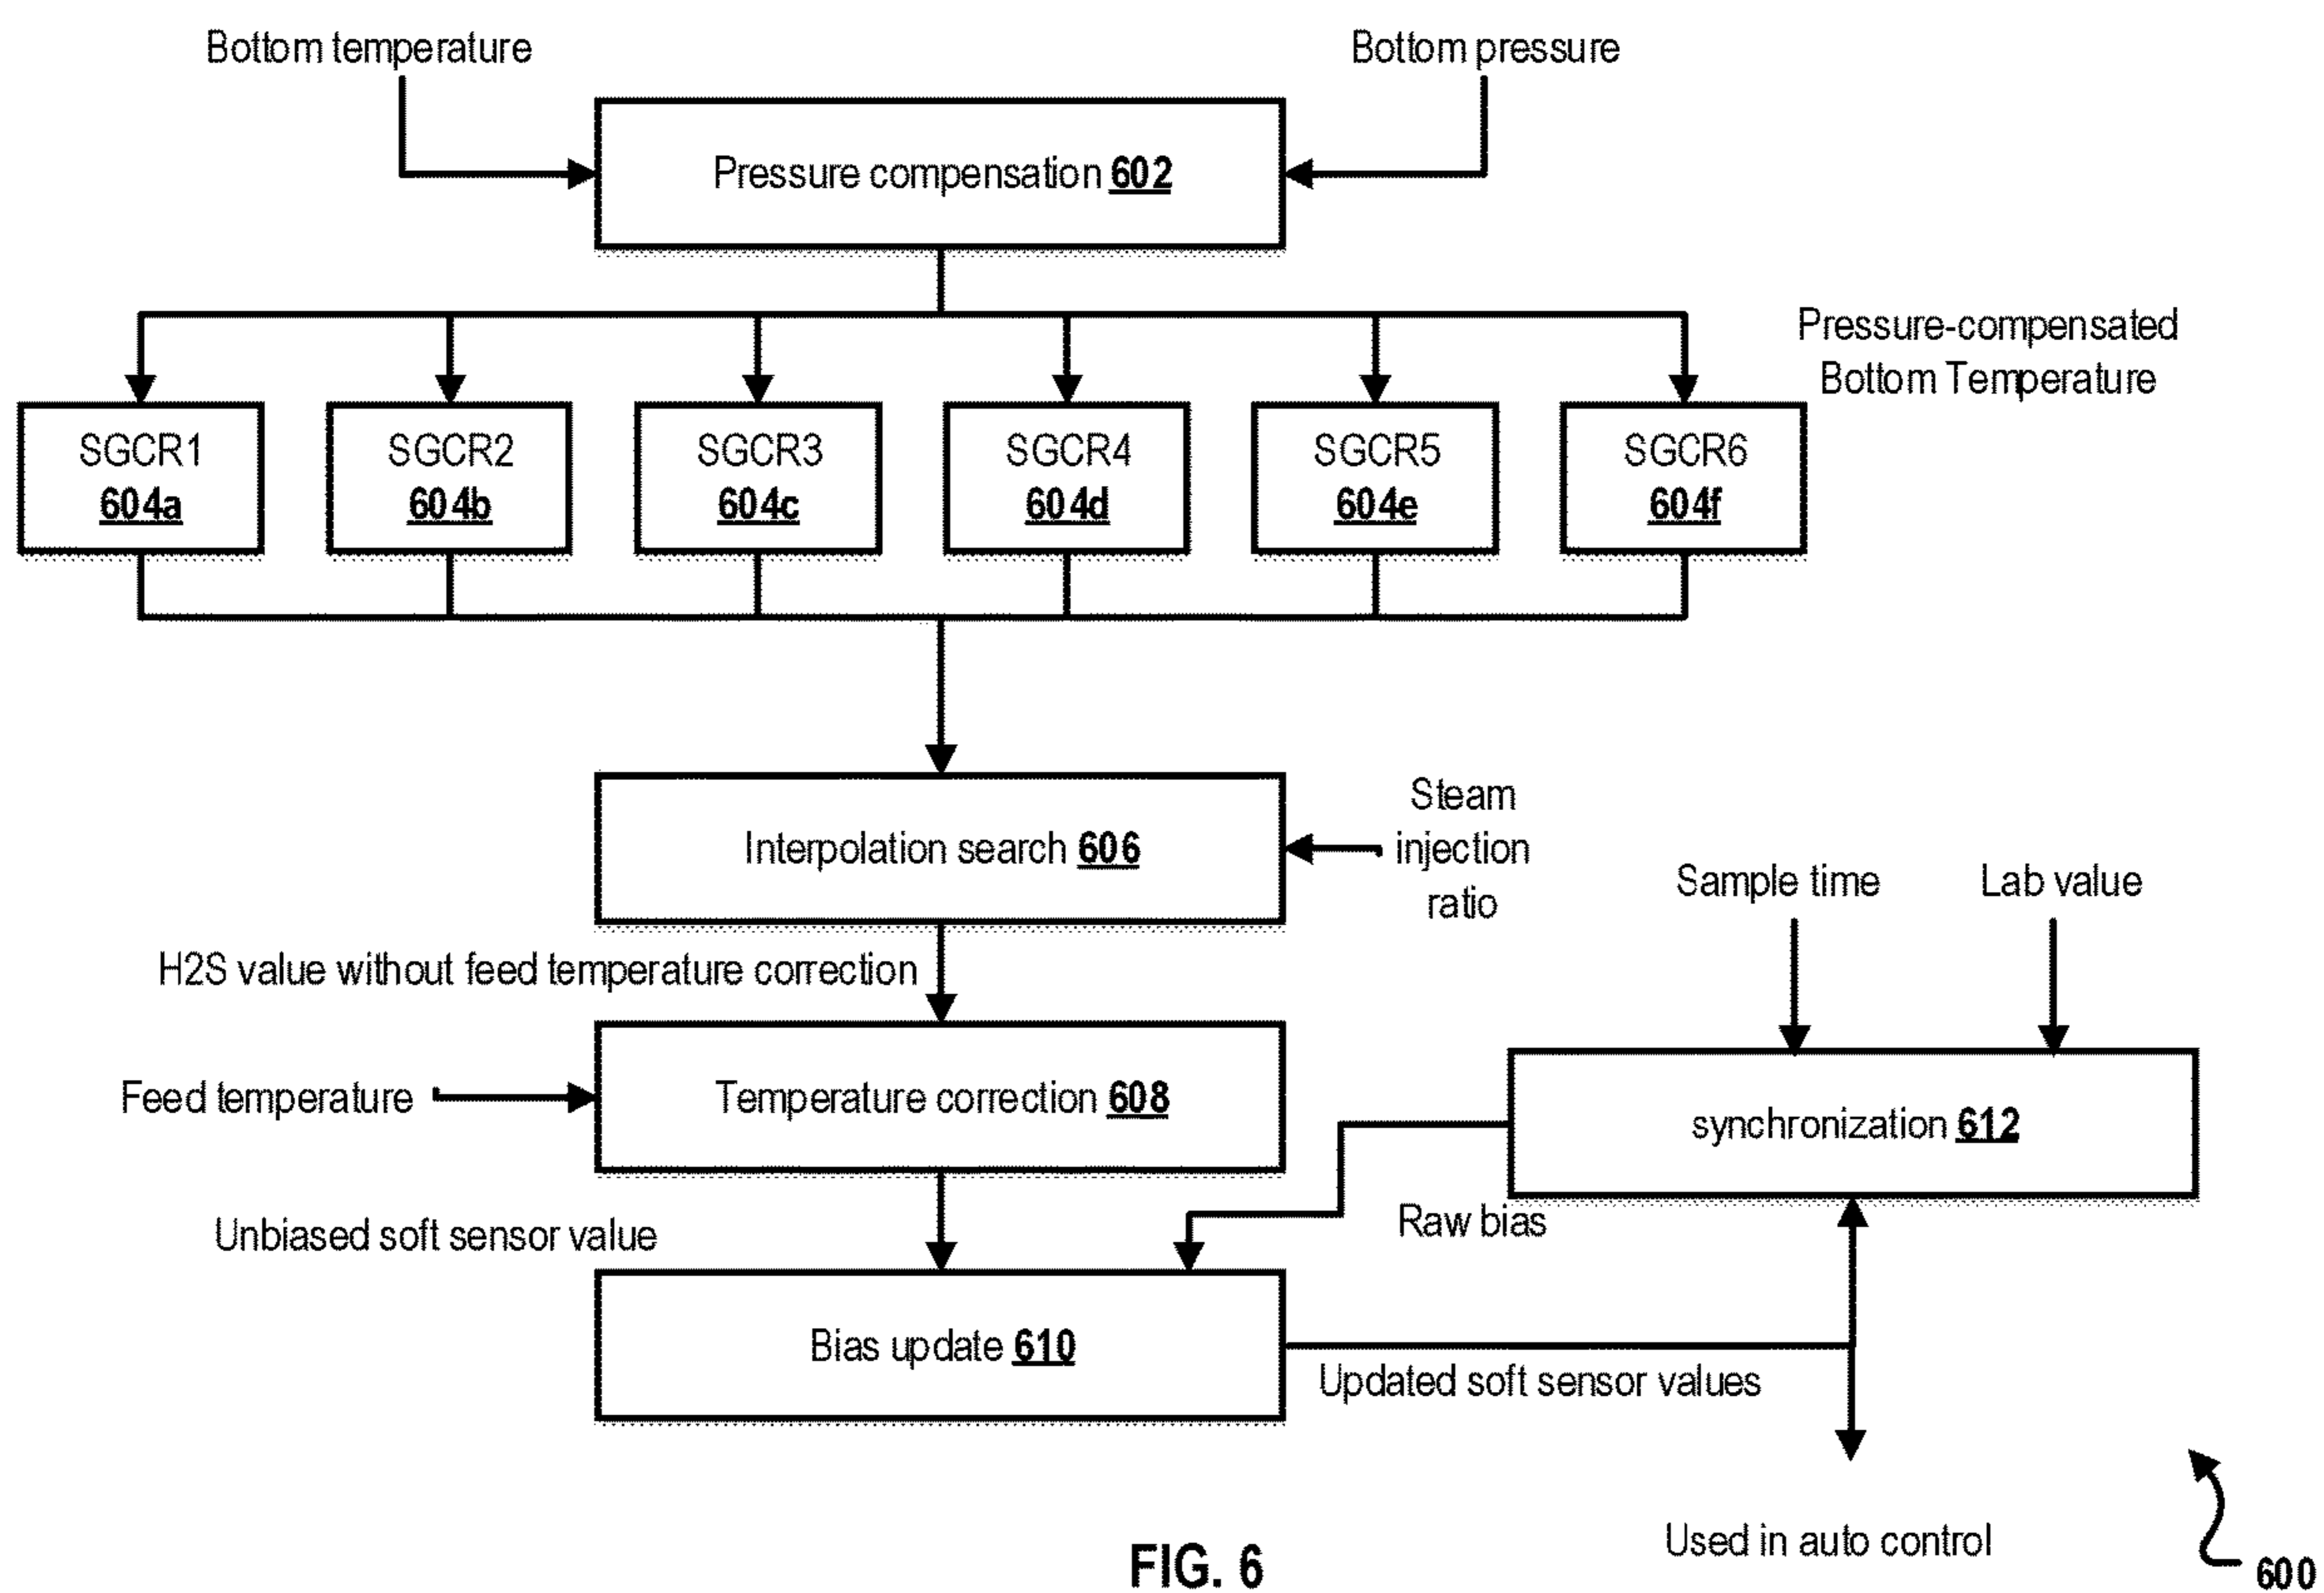 Bottom temperature
Bottom pressure
Pressure compensation 602
Pressure-compensated
Bottom Temperature
SGCR1
604a
SGCR2
604b
SGCR3
604c
SGCR4
604d
SGCR5
604e
SGCR6
604f
Interpolation search 606
Steam
injection
ratio
Sample time
Lab value
H2S value without feed temperature correction
Feed temperature
Temperature correction 608
synchronization 612
Raw bias
Unbiased soft sensor value
Bias update 610
Updated soft sensor values
Used in auto control
FIG. 6
600